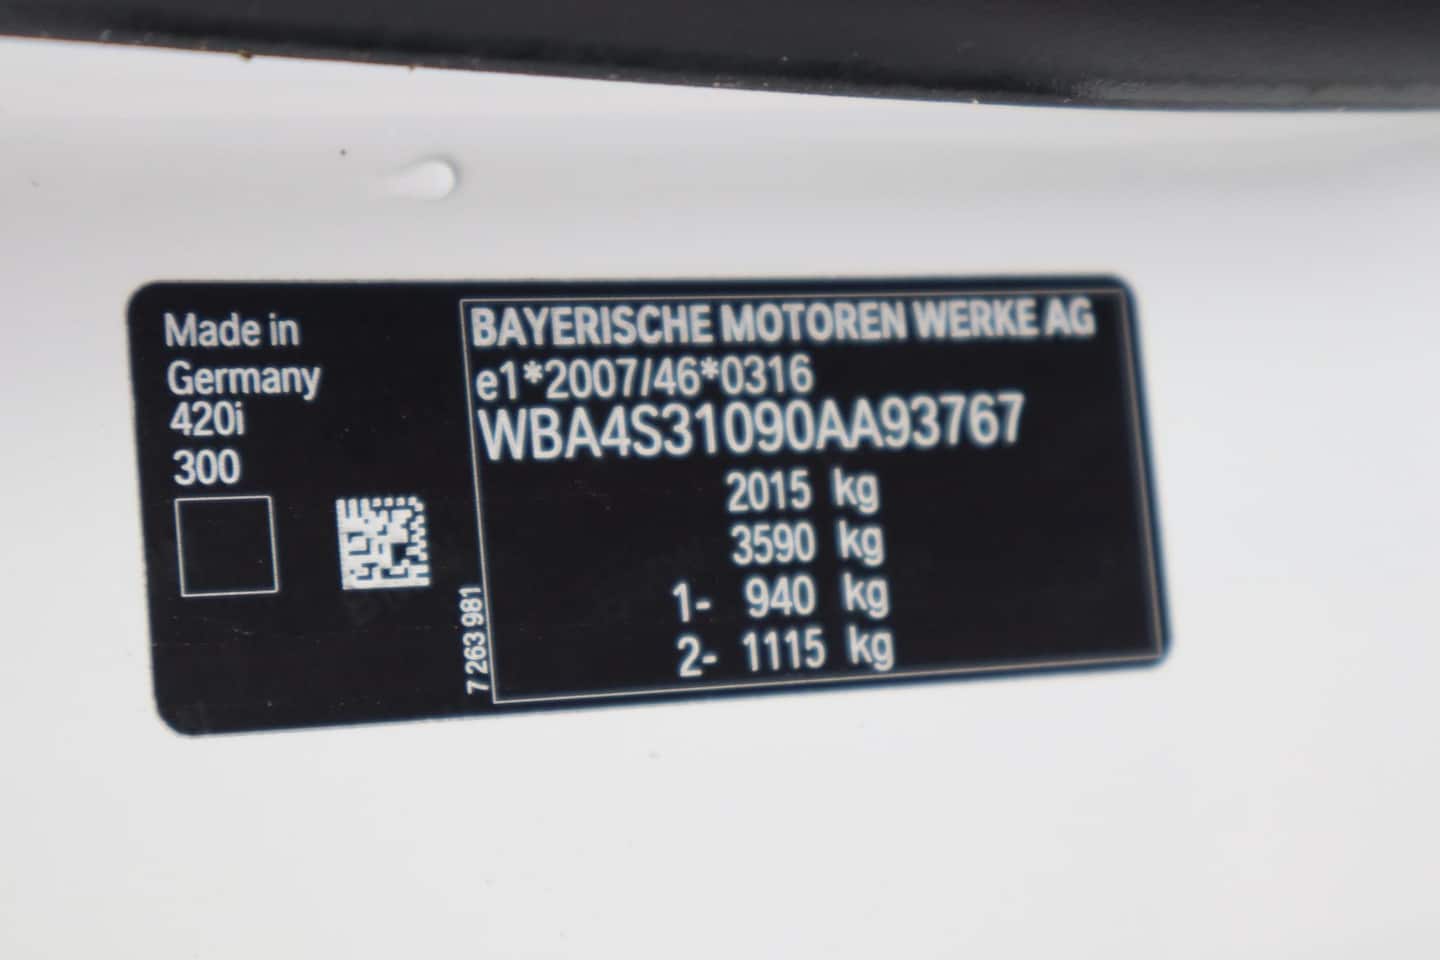 Made in
Germany
420i
300
7 263 981
BAYERISCHE MOTOREN WERKE AG
e1*2007/46*0316
WBA4S31090AA93767
2015 kg
3590 kg
1- 940 kg
2- 1115 kg